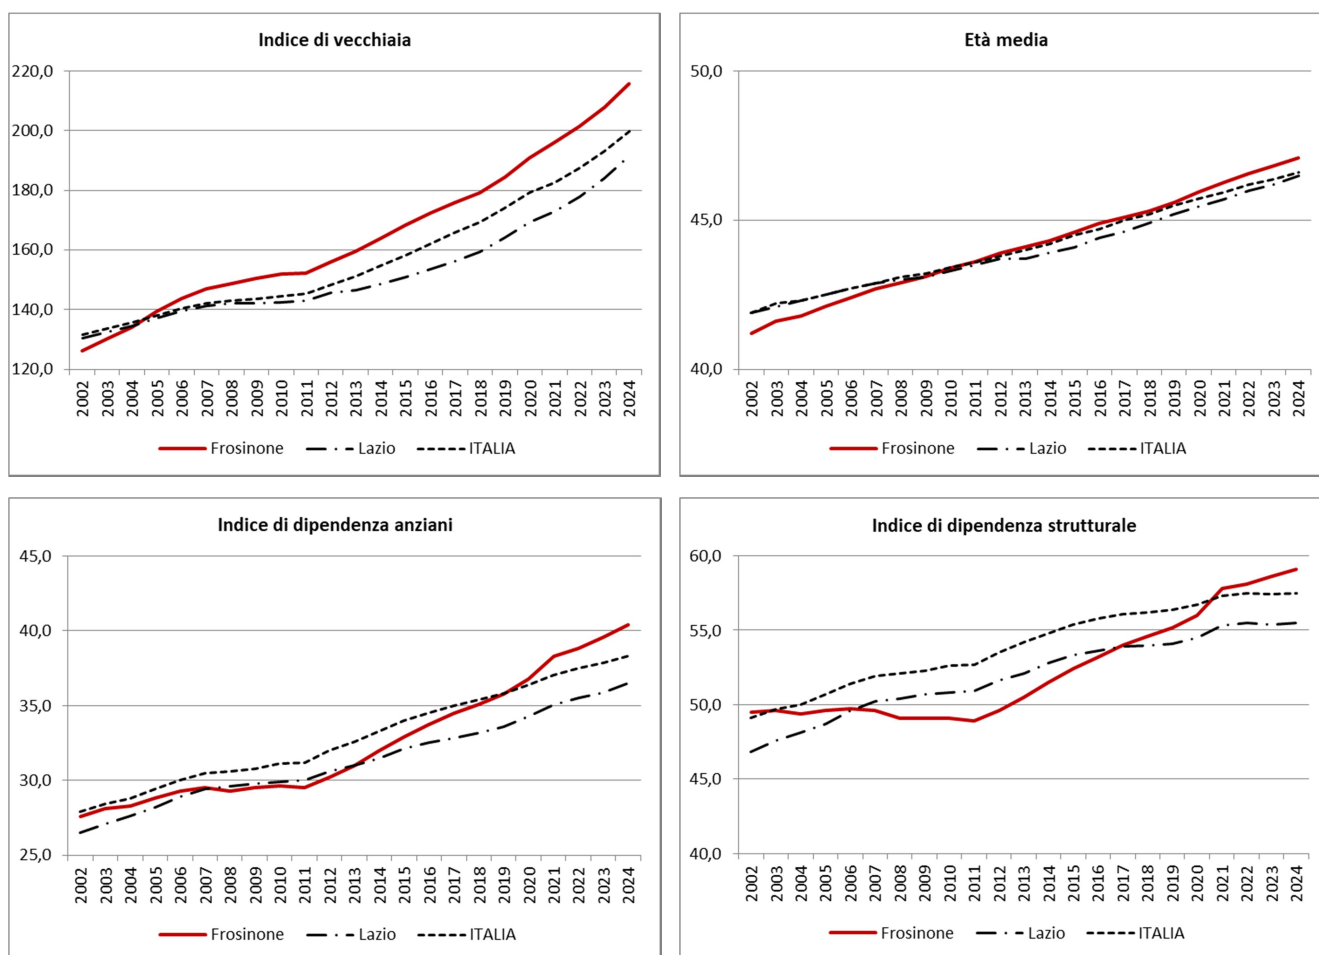 Indice di vecchiaia
220,0
200,0
180,0
160,0
140,0
120,0
2002 2003 2004 2005 2006 2007 2008 2009 2010 2011 2012 2013 2014 2015 2016 2017 2018 2019 2020 2021 2022 2023 2024
Frosinone Lazio ITALIA
Età media
50,0
45,0
40,0
2002 2003 2004 2005 2006 2007 2008 2009 2010 2011 2012 2013 2014 2015 2016 2017 2018 2019 2020 2021 2022 2023 2024
Frosinone Lazio ITALIA
Indice di dipendenza anziani
45,0
40,0
35,0
30,0
25,0
2002 2003 2004 2005 2006 2007 2008 2009 2010 2011 2012 2013 2014 2015 2016 2017 2018 2019 2020 2021 2022 2023 2024
Frosinone Lazio ITALIA
Indice di dipendenza strutturale
60,0
55,0
50,0
45,0
40,0
2002 2003 2004 2005 2006 2007 2008 2009 2010 2011 2012 2013 2014 2015 2016 2017 2018 2019 2020 2021 2022 2023 2024
Frosinone Lazio ITALIA